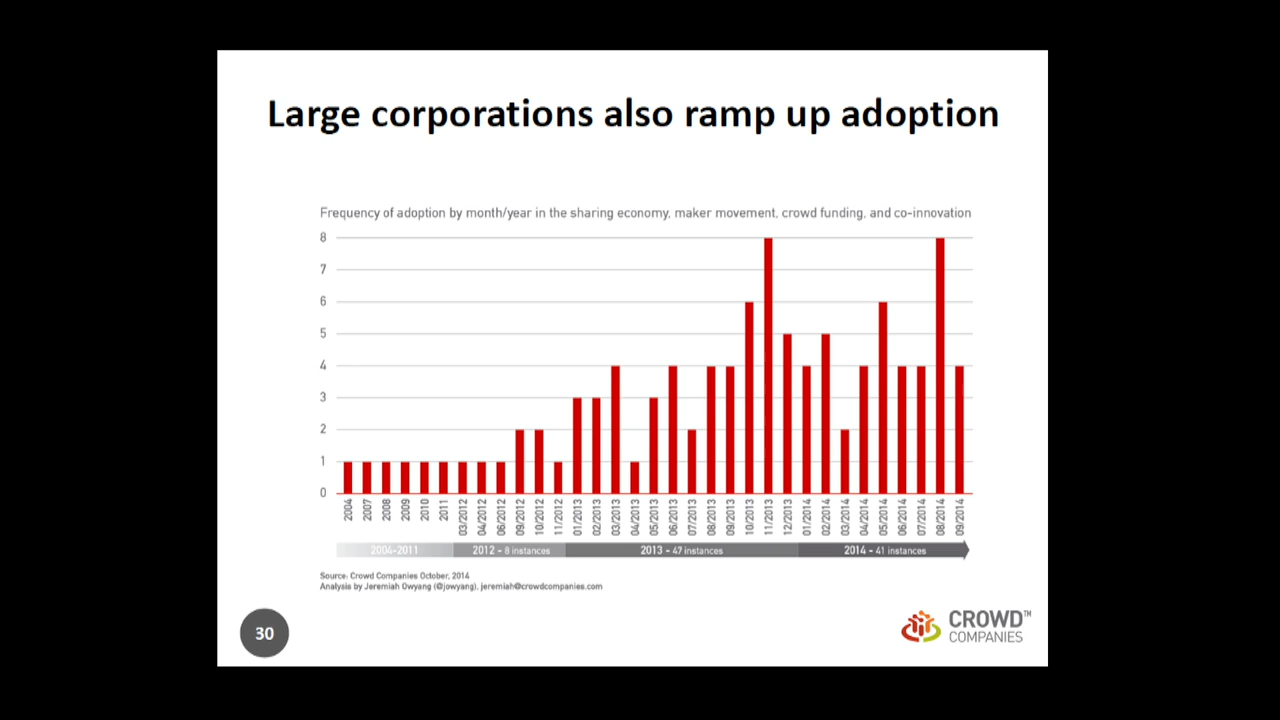 Large corporations also ramp up adoption
Frequency of adoption by month/year in the sharing economy, maker movement, crowd funding, and co-innovation
8
7
6
5
4
3
2
1
0
2004 2007 2008 2009 2010 2011 03/2012 04/2012 06/2012 09/2012 10/2012 11/2012 01/2013 02/2013 03/2013 04/2013 05/2013 06/2013 07/2013 08/2013 09/2013 10/2013 11/2013 12/2013 01/2014 02/2014 03/2014 04/2014 05/2014 06/2014 07/2014 08/2014 09/2014
2004-2011 2012 - 8 instances 2013 - 47 instances 2014 - 41 instances
Source: Crowd Companies October, 2014
Analysis by Jeremiah Owyang (@jowyang), jeremiah@crowdcompanies.com
30
CROWD™
COMPANIES